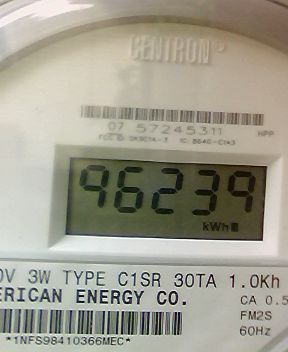 CENTRON®
07 57245311
HPP
96239
kWh
0V 3W TYPE C1SR 30TA 1.0Kh
ERICAN ENERGY CO.
CA 0.5
FM2S
60Hz
*1NFS98410366MEC*